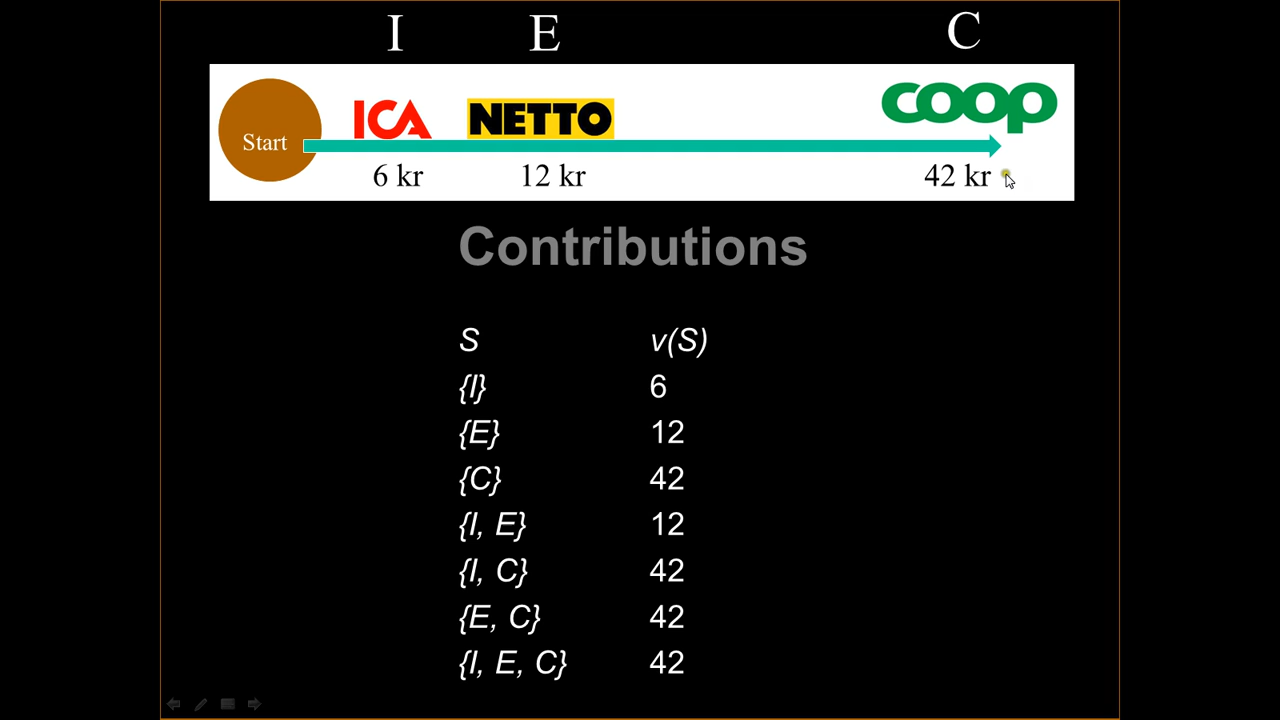 I E C
Start ICA NETTO coop
6 kr 12 kr 42 kr
Contributions
S v(S)
{I} 6
{E} 12
{C} 42
{I, E} 12
{I, C} 42
{E, C} 42
{I, E, C} 42